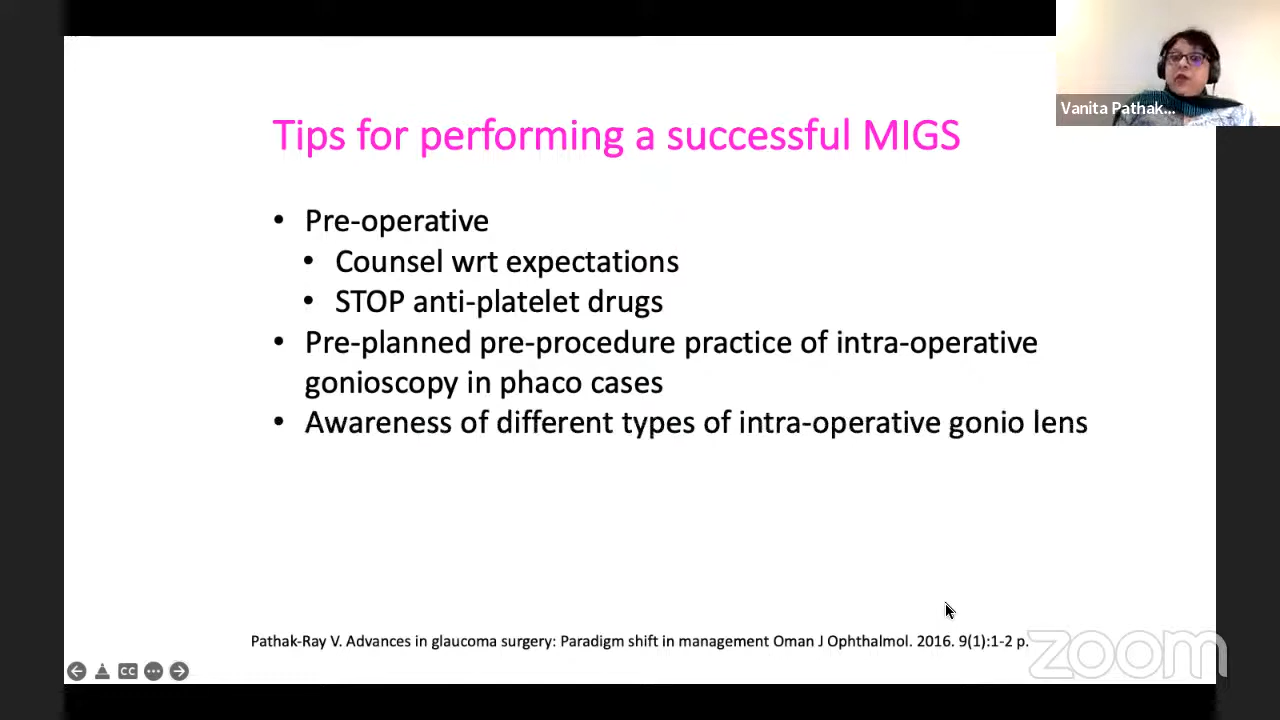 Vanita Pathak...
Tips for performing a successful MIGS
• Pre-operative
• Counsel wrt expectations
• STOP anti-platelet drugs
• Pre-planned pre-procedure practice of intra-operative
gonioscopy in phaco cases
• Awareness of different types of intra-operative gonio lens
Pathak-Ray V. Advances in glaucoma surgery: Paradigm shift in management Oman J Ophthalmol. 2016. 9(1):1-2 p.
zoom
CC